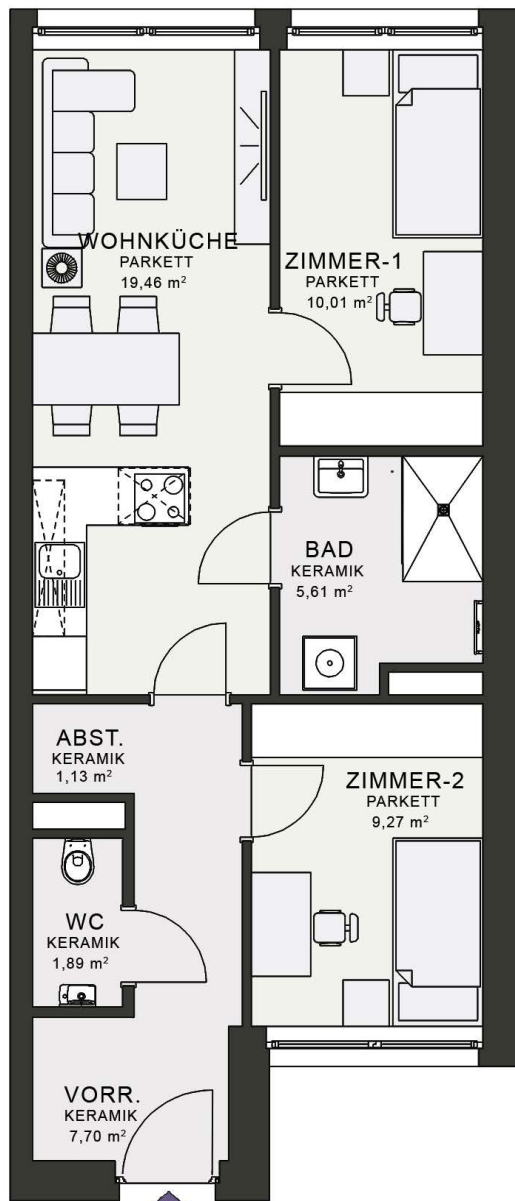 WOHNKÜCHE
PARKETT
19,46 m²
ZIMMER-1
PARKETT
10,01 m²
BAD
KERAMIK
5,61 m²
ABST.
KERAMIK
1,13 m²
ZIMMER-2
PARKETT
9,27 m²
WC
KERAMIK
1,89 m²
VORR.
KERAMIK
7,70 m²